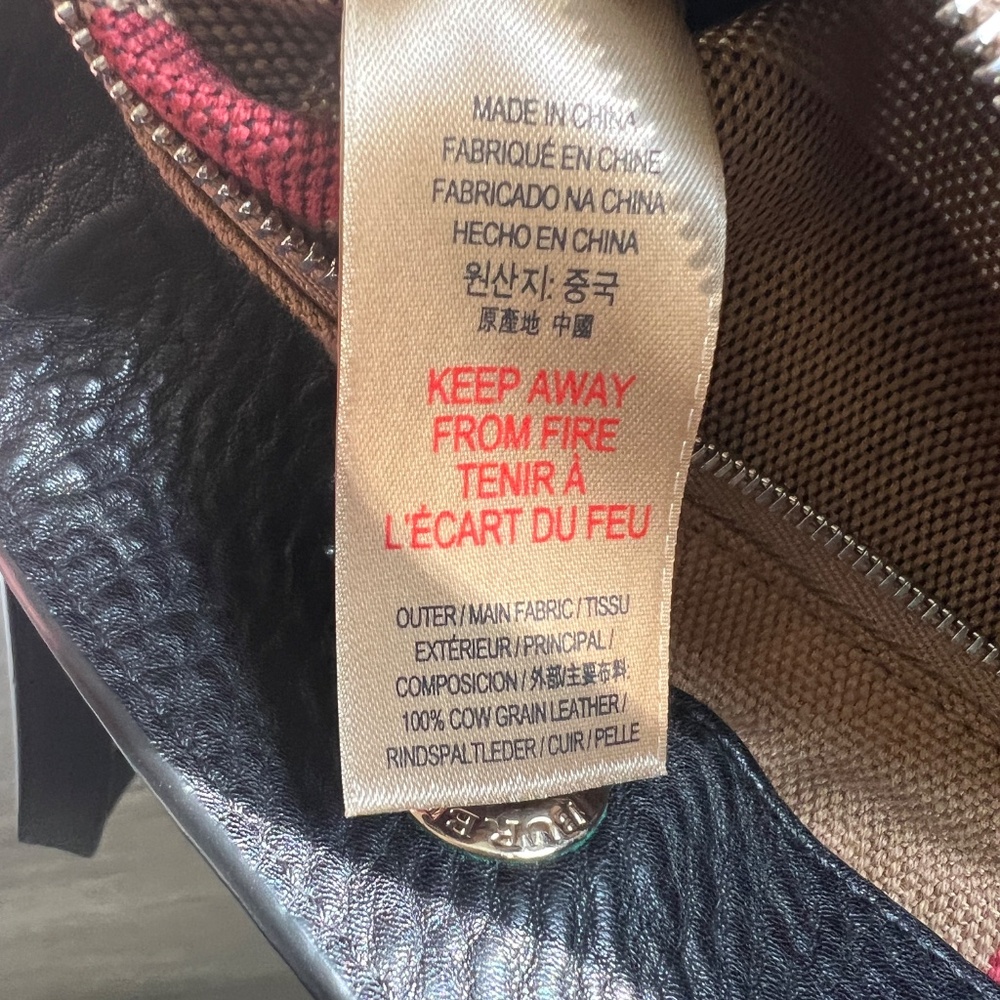 MADE IN CHINA
FABRIQUÉ EN CHINE
FABRICADO NA CHINA
HECHO EN CHINA
원산지: 중국
原產地 中國
KEEP AWAY
FROM FIRE
TENIR À
L'ÉCART DU FEU
OUTER / MAIN FABRIC / TISSU
EXTÉRIEUR / PRINCIPAL /
COMPOSICION / 外部/主要布料
100% COW GRAIN LEATHER /
RINDSPALTLEDER / CUIR / PELLE